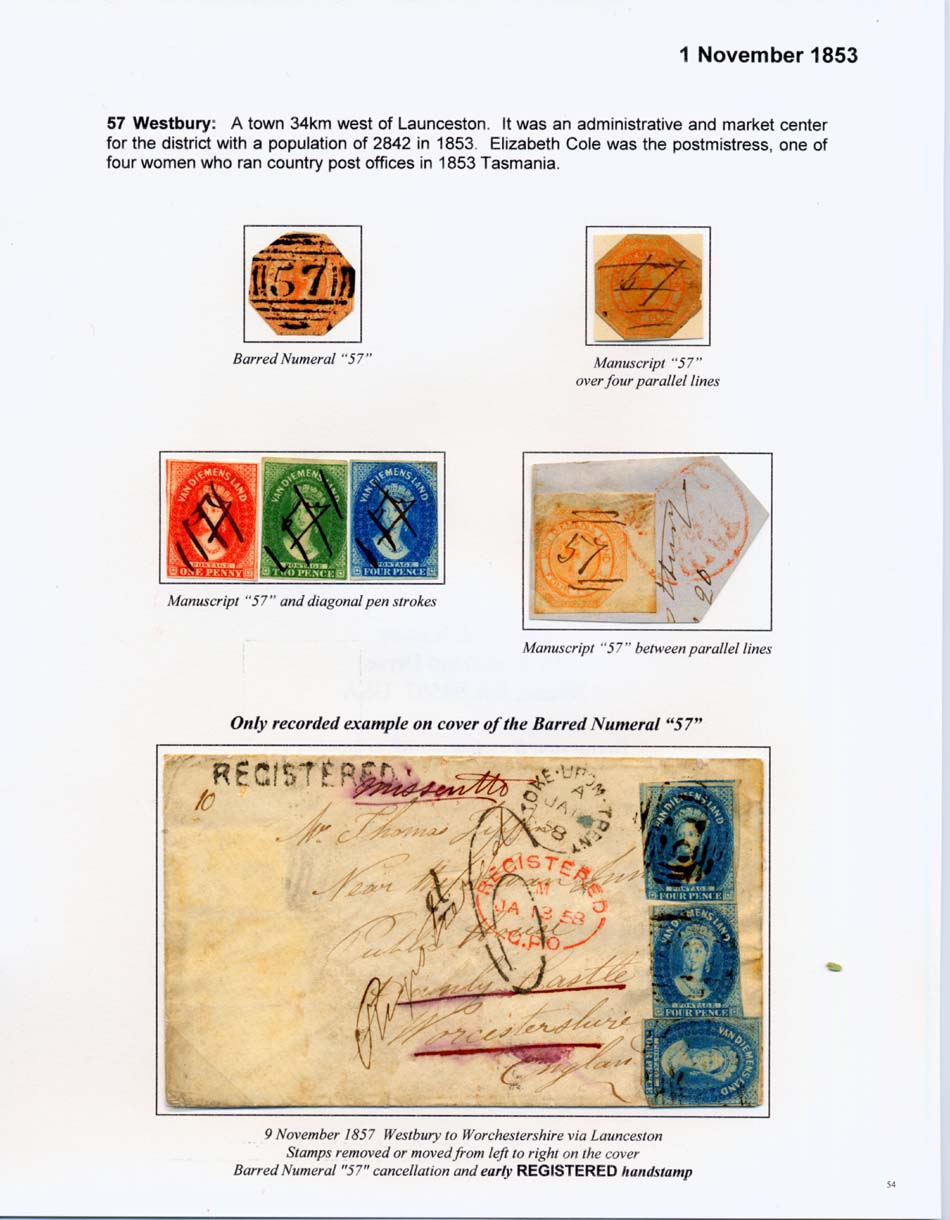 1 November 1853
57 Westbury: A town 34km west of Launceston. It was an administrative and market center
for the district with a population of 2842 in 1853. Elizabeth Cole was the postmistress, one of
four women who ran country post offices in 1853 Tasmania.
57
57
Barred Numeral "57"
Manuscript "57"
over four parallel lines
VAN DIEMENS LAND
POSTAGE
ONE PENNY
57
VAN DIEMENS LAND
POSTAGE
TWO PENCE
57
VAN DIEMENS LAND
POSTAGE
FOUR PENCE
57
57
20
Manuscript "57" and diagonal pen strokes
Manuscript "57" between parallel lines
Only recorded example on cover of the Barred Numeral "57"
REGISTERED
missent to
10
STOKE-UPON-TRENT
A
JA
58
Mr Thomas
Near the
Public House
Castle
Worcestershire
England
REGISTERED
M
JA 13 58
G.P.O
VAN DIEMENS LAND
POSTAGE
FOUR PENCE
VAN DIEMENS LAND
POSTAGE
FOUR PENCE
VAN DIEMENS LAND
POSTAGE
FOUR PENCE
9 November 1857 Westbury to Worchestershire via Launceston
Stamps removed or moved from left to right on the cover
Barred Numeral "57" cancellation and early REGISTERED handstamp
54